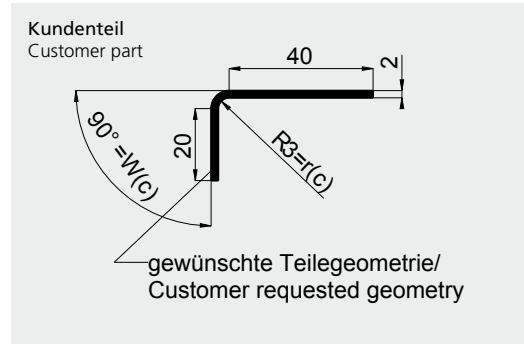 Kundenteil
Customer part
40
2
90°=W(c)
20
R3=r(c)
gewünschte Teilegeometrie/
Customer requested geometry